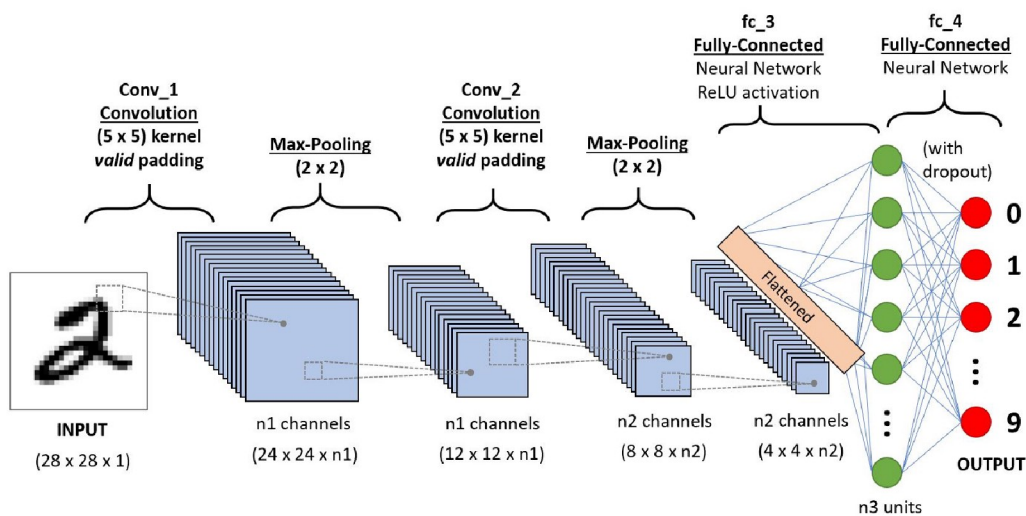 fc_3
Fully-Connected
Neural Network
ReLU activation
fc_4
Fully-Connected
Neural Network
Conv_1
Convolution
(5 x 5) kernel
valid padding
Max-Pooling
(2 x 2)
Conv_2
Convolution
(5 x 5) kernel
valid padding
Max-Pooling
(2 x 2)
(with
dropout)
Flattened
0
1
2
9
INPUT
(28 x 28 x 1)
n1 channels
(24 x 24 x n1)
n1 channels
(12 x 12 x n1)
n2 channels
(8 x 8 x n2)
n2 channels
(4 x 4 x n2)
OUTPUT
n3 units